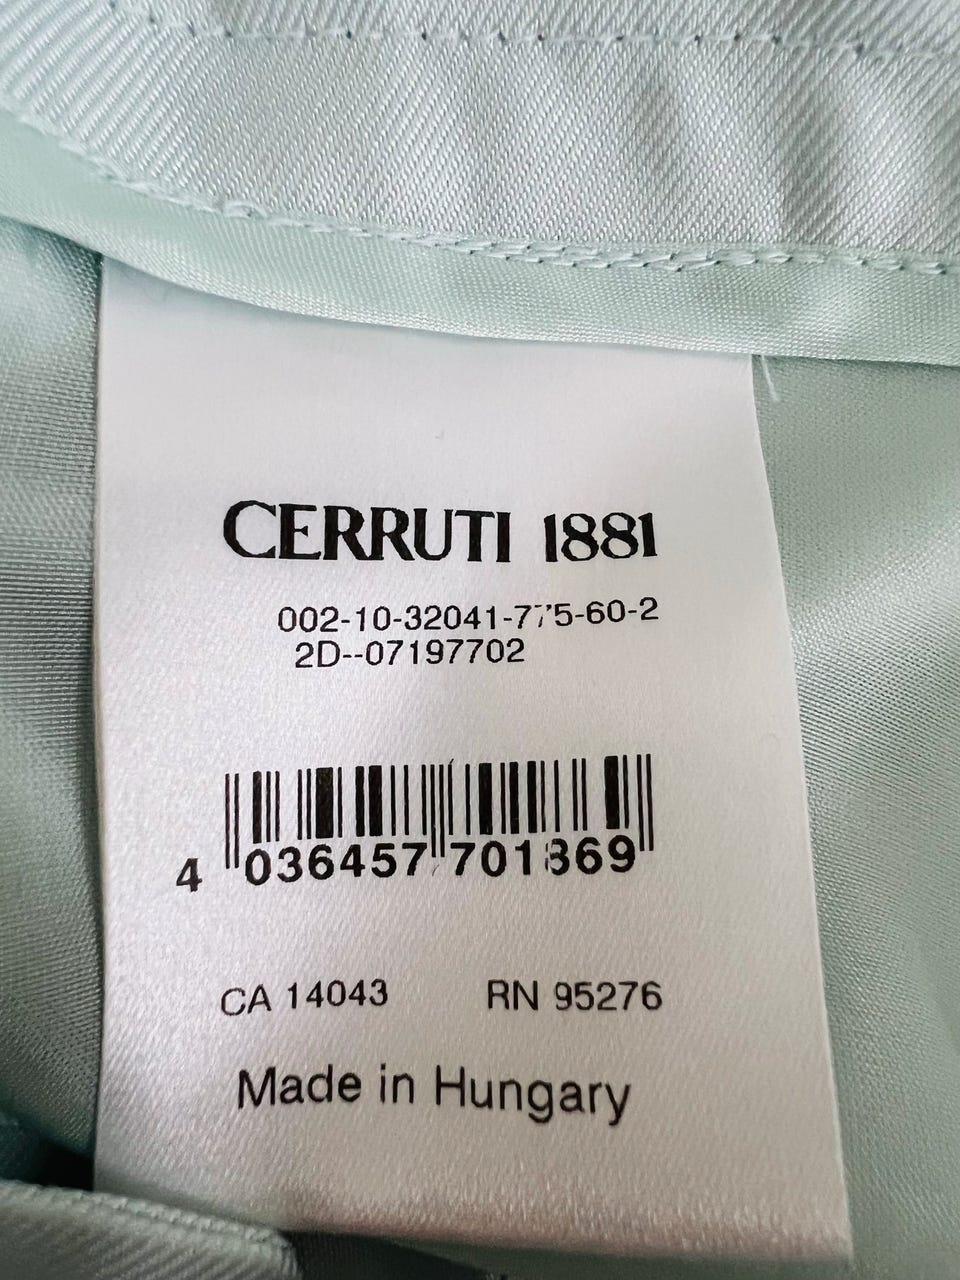 CERRUTI 1881
002-10-32041-775-60-2
2D--07197702
4 036457 701869
CA 14043 RN 95276
Made in Hungary